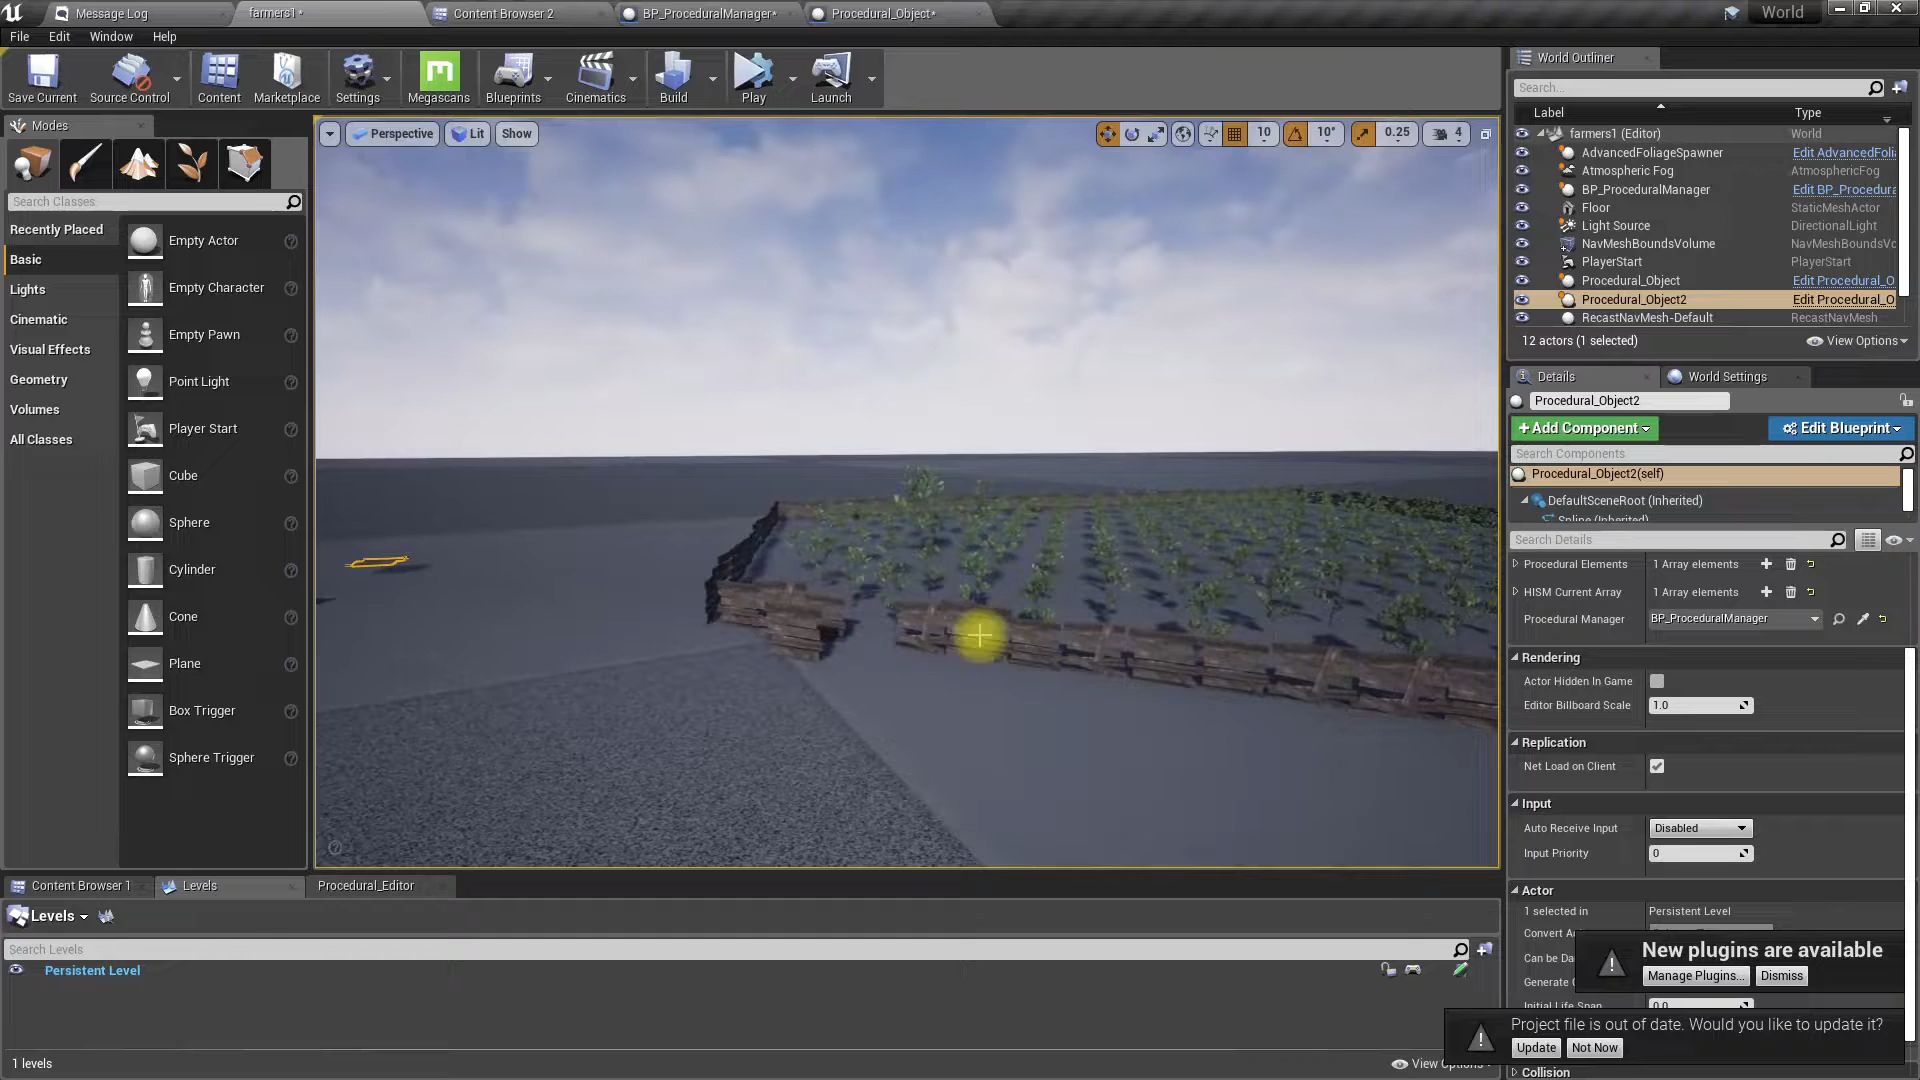 Message Log
farmers1*
Content Browser 2
BP_ProceduralManager*
Procedural_Object*
World
File Edit Window Help
Save Current
Source Control
Content
Marketplace
Settings
Megascans
Blueprints
Cinematics
Build
Play
Launch
Modes
Search Classes
Recently Placed
Basic
Lights
Cinematic
Visual Effects
Geometry
Volumes
All Classes
Empty Actor
Empty Character
Empty Pawn
Point Light
Player Start
Cube
Sphere
Cylinder
Cone
Plane
Box Trigger
Sphere Trigger
Perspective Lit Show
10 10° 0.25 4
World Outliner
Search...
Label Type
farmers1 (Editor) World
AdvancedFoliageSpawner Edit AdvancedFoli
Atmospheric Fog AtmosphericFog
BP_ProceduralManager Edit BP_Procedura
Floor StaticMeshActor
Light Source DirectionalLight
NavMeshBoundsVolume NavMeshBoundsVo
PlayerStart PlayerStart
Procedural_Object Edit Procedural_O
Procedural_Object2 Edit Procedural_O
RecastNavMesh-Default RecastNavMesh
12 actors (1 selected) View Options
Details World Settings
Procedural_Object2
+Add Component Edit Blueprint
Search Components
Procedural_Object2(self)
DefaultSceneRoot (Inherited)
Spline (Inherited)
Search Details
Procedural Elements 1 Array elements
HISM Current Array 1 Array elements
Procedural Manager BP_ProceduralManager
Rendering
Actor Hidden In Game
Editor Billboard Scale 1.0
Replication
Net Load on Client
Input
Auto Receive Input Disabled
Input Priority 0
Actor
1 selected in Persistent Level
Convert Ac
Can be Da
Generate
Initial Life Span 0.0
New plugins are available
Manage Plugins... Dismiss
Project file is out of date. Would you like to update it?
Update Not Now
Collision
Content Browser 1
Levels
Procedural_Editor
Levels
Search Levels
Persistent Level
1 levels
View Options